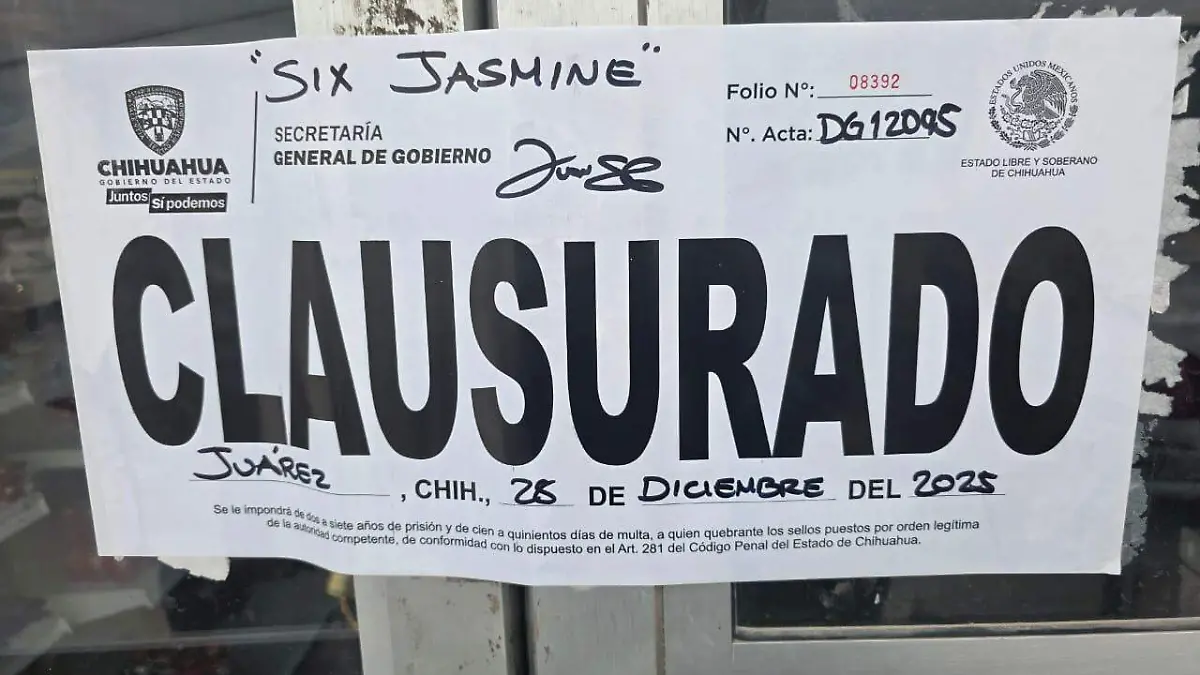 "SIX JASMINE"
CHIHUAHUA
GOBIERNO DEL ESTADO
Juntos
Sí podemos
SECRETARÍA
GENERAL DE GOBIERNO
Folio N°: 08392
N°. Acta: DG12095
ESTADOS UNIDOS MEXICANOS
ESTADO LIBRE Y SOBERANO
DE CHIHUAHUA
CLAUSURADO
JUÁREZ, CHIH., 28 DE DICIEMBRE DEL 2025
Se le impondrá de dos a siete años de prisión y de cien a quinientos días de multa, a quien quebrante los sellos puestos por orden legítima
de la autoridad competente, de conformidad con lo dispuesto en el Art. 281 del Código Penal del Estado de Chihuahua.